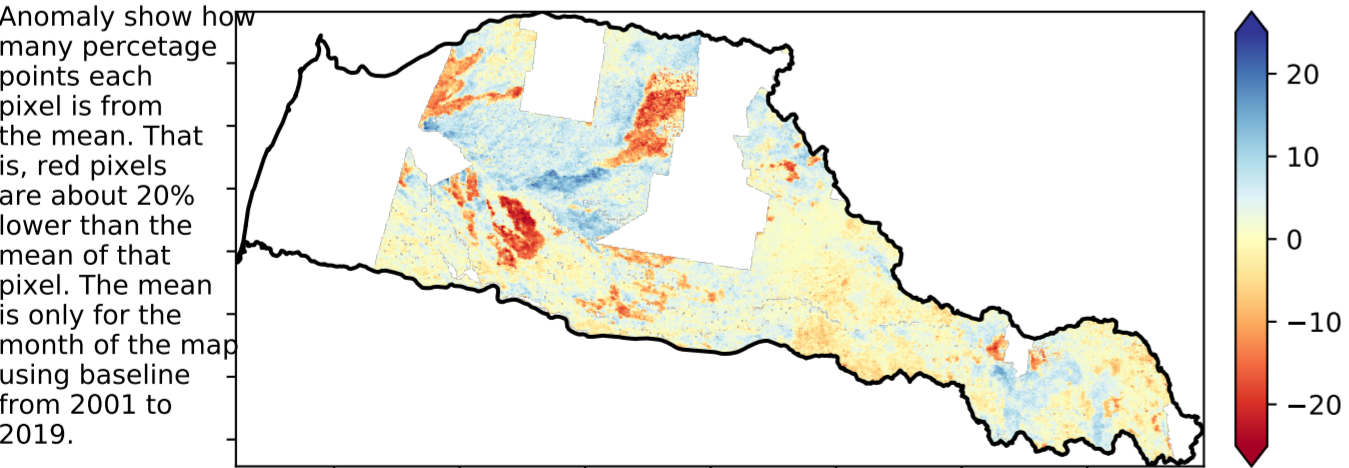 Anomaly show how
many percetage
points each
pixel is from
the mean. That
is, red pixels
are about 20%
lower than the
mean of that
pixel. The mean
is only for the
month of the map
using baseline
from 2001 to
2019.
20
10
0
−10
−20